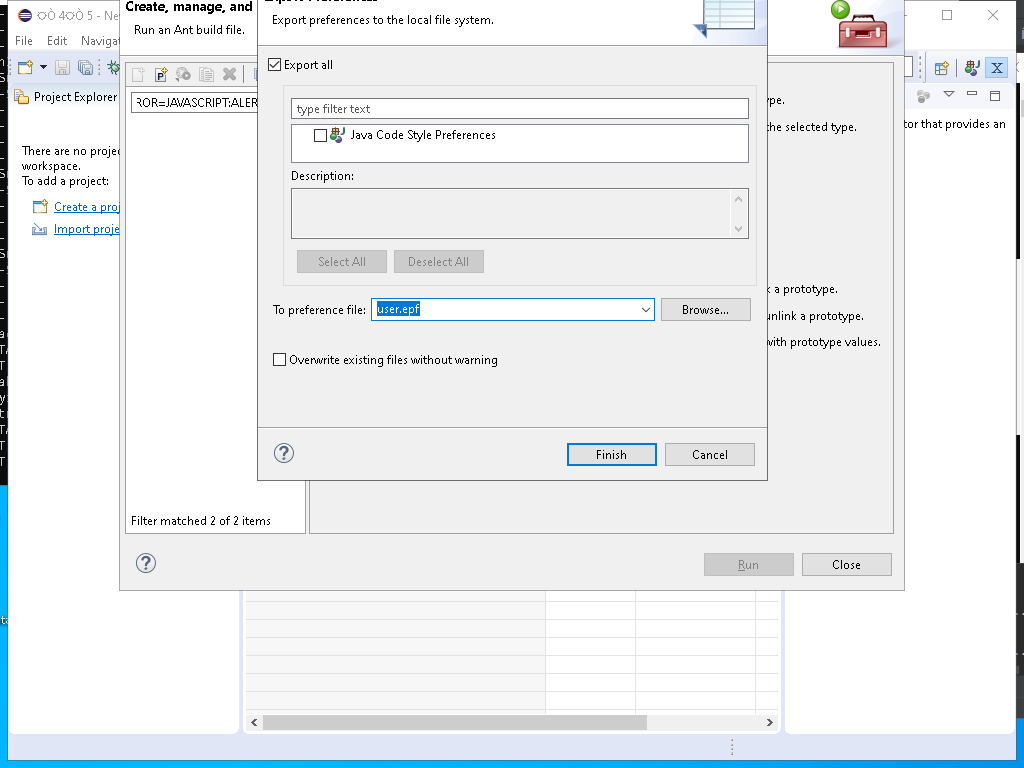 Create, manage, and
Run an Ant build file.
Export preferences to the local file system.
File Edit Navigat
Project Explorer
ROR=JAVASCRIPT:ALER
Export all
type filter text
Java Code Style Preferences
Description:
Select All Deselect All
To preference file: user.epf Browse...
Overwrite existing files without warning
Finish Cancel
There are no projec
workspace.
To add a project:
Create a proj
Import proje
ype.
the selected type.
tor that provides an
k a prototype.
unlink a prototype.
with prototype values.
Filter matched 2 of 2 items
Run Close